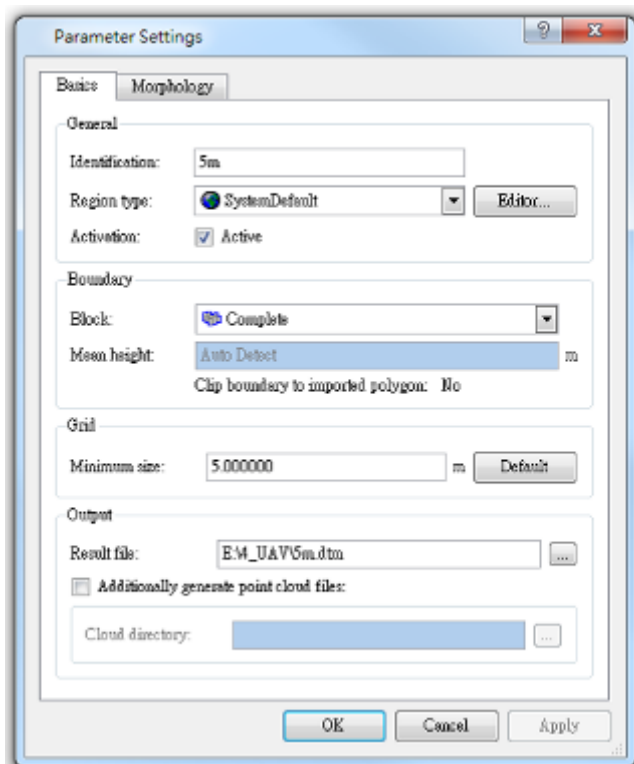 Parameter Settings
Basics Morphology
General
Identification: 5m
Region type: SystemDefault Editor...
Activation: Active
Boundary
Block: Complete
Mean height: Auto Detect m
Clip boundary to imported polygon: No
Grid
Minimum size: 5.000000 m Default
Output
Result file: E:\4_UAV\5m.dtm ...
Additionally generate point cloud files:
Cloud directory: ...
OK Cancel Apply